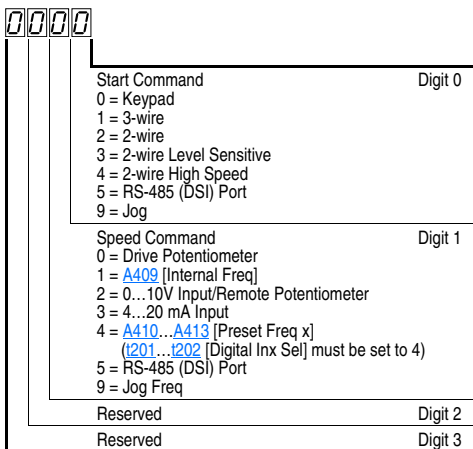 0000
Start Command Digit 0
0 = Keypad
1 = 3-wire
2 = 2-wire
3 = 2-wire Level Sensitive
4 = 2-wire High Speed
5 = RS-485 (DSI) Port
9 = Jog
Speed Command Digit 1
0 = Drive Potentiometer
1 = A409 [Internal Freq]
2 = 0…10V Input/Remote Potentiometer
3 = 4…20 mA Input
4 = A410…A413 [Preset Freq x]
(t201…t202 [Digital Inx Sel] must be set to 4)
5 = RS-485 (DSI) Port
9 = Jog Freq
Reserved Digit 2
Reserved Digit 3